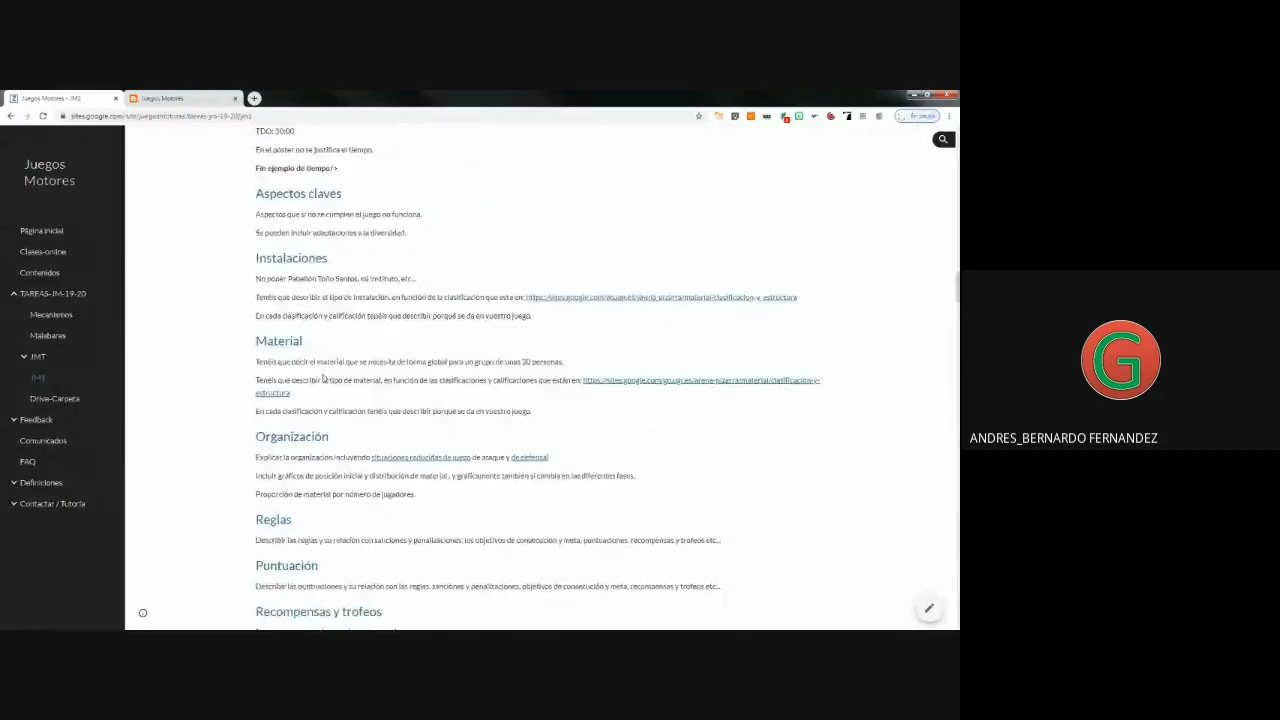 Juegos Motores - JM1
Juegos Motores
sites.google.com/site/juegosmotores/tareas-jm-19-20/jm1
En pausa
Juegos
Motores
Página inicial
Clases-online
Contenidos
TAREAS-JM-19-20
Mecanismos
Malabares
JMT
JM1
Drive-Carpeta
Feedback
Comunicados
FAQ
Definiciones
Contactar / Tutoría
TDO: 30:00
En el póster no se justifica el tiempo.
Fin ejemplo de tiempo/>
Aspectos claves
Aspectos que si no se cumplen el juego no funciona.
Se pueden incluir adaptaciones a la diversidad.
Instalaciones
No poner Pabellón Toño Santos, mi instituto, etc...
Tenéis que describir el tipo de instalación, en función de la clasificación que esta en:
En cada clasificación y calificación tenéis que describir porqué se da en vuestro juego.
Material
Tenéis que decir el material que se necesita de forma global para un grupo de unas 30 personas.
Tenéis que describir el tipo de material, en función de las clasificaciones y calificaciones que están en:
estructura
En cada clasificación y calificación tenéis que describir porqué se da en vuestro juego.
Organización
Explicar la organización incluyendo situaciones reducidas de juego de ataque y de defensa!
Incluir gráficos de posición inicial y distribución de material, y gráficamente también si cambia en las diferentes fases.
Proporción de material por número de jugadores.
Reglas
Describir las reglas y su relación con sanciones y penalizaciones, los objetivos de consecución y meta, puntuaciones, recompensas y trofeos etc...
Puntuación
Describir las puntuaciones y su relación con las reglas, sanciones y penalizaciones, objetivos de consecución y meta, recompensas y trofeos etc...
Recompensas y trofeos
G
ANDRES_BERNARDO FERNANDEZ